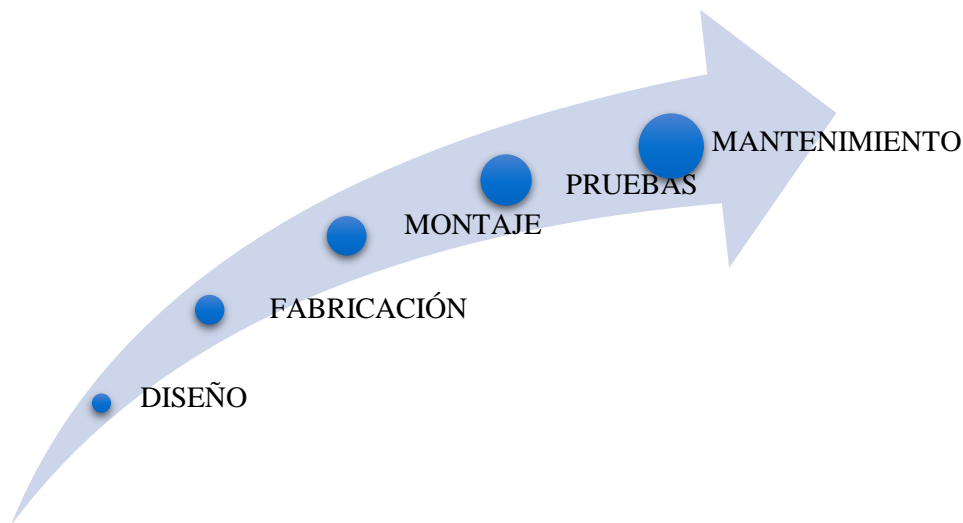 MANTENIMIENTO
PRUEBAS
MONTAJE
FABRICACIÓN
DISEÑO